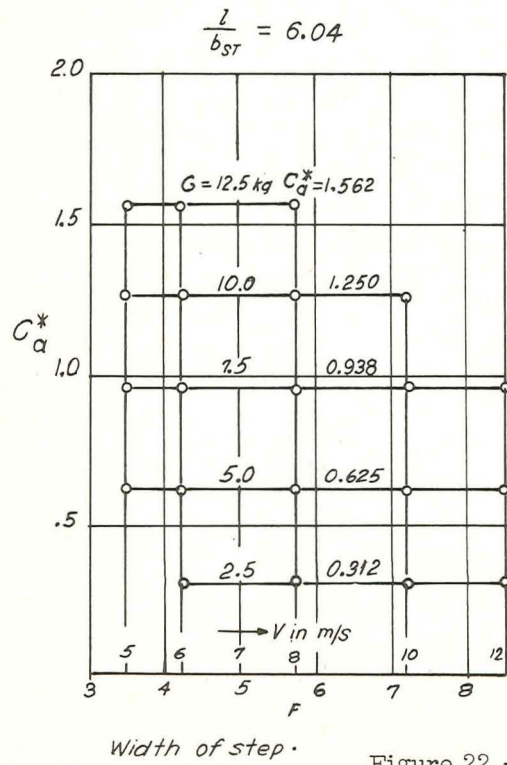 l/b_ST = 6.04
2.0
G = 12.5 kg C_a^* = 1.562
1.5
10.0 1.250
C_a^*
1.0 7.5 0.938
5.0 0.625
.5
2.5 0.312
→ V in m/s
5 6 7 8 10 12
3 4 5 6 7 8
F
Width of step.
Figure 22.